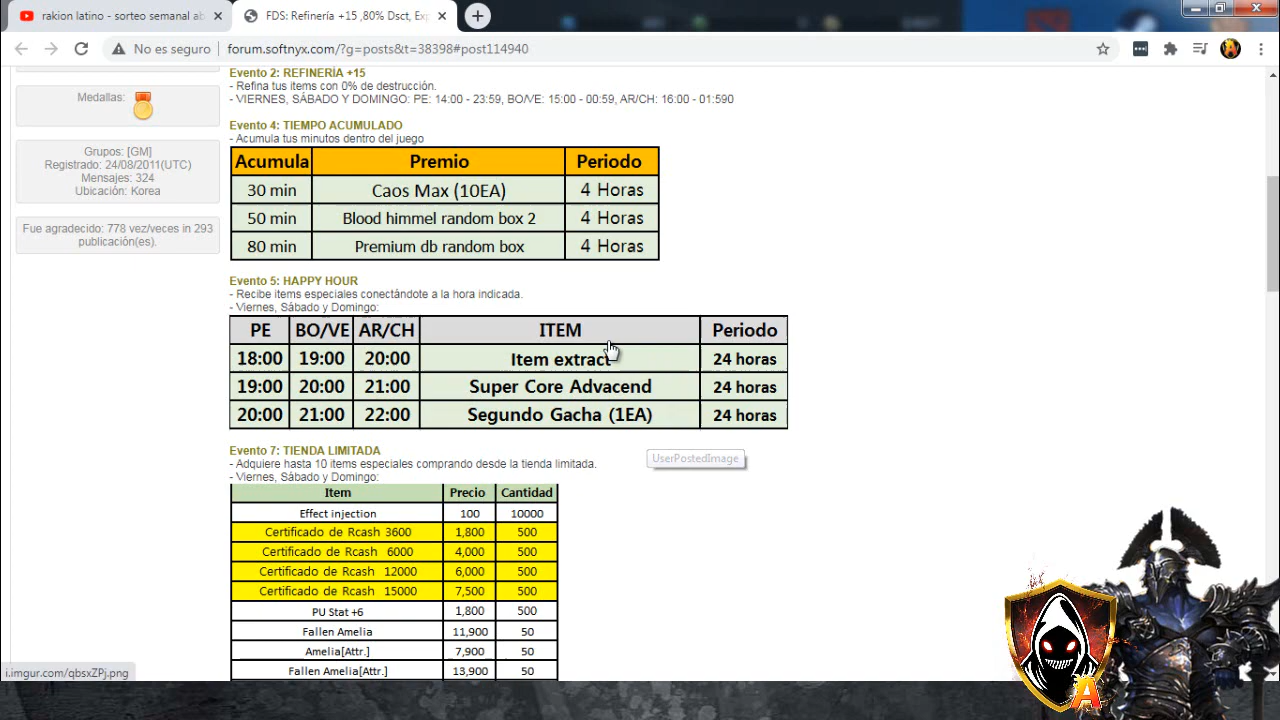 rakion latino - sorteo semanal ab
FDS: Refinería +15 ,80% Dsct, Exp
No es seguro
forum.softnyx.com/?g=posts&t=38398#post114940
Medallas:
Grupos: [GM]
Registrado: 24/08/2011(UTC)
Mensajes: 324
Ubicación: Korea
Fue agradecido: 778 vez/veces in 293
publicación(es).
Evento 2: REFINERÍA +15
- Refina tus items con 0% de destrucción.
- VIERNES, SÁBADO Y DOMINGO: PE: 14:00 - 23:59, BO/VE: 15:00 - 00:59, AR/CH: 16:00 - 01:590
Evento 4: TIEMPO ACUMULADO
- Acumula tus minutos dentro del juego
Acumula Premio Periodo
30 min Caos Max (10EA) 4 Horas
50 min Blood himmel random box 2 4 Horas
80 min Premium db random box 4 Horas
Evento 5: HAPPY HOUR
- Recibe items especiales conectándote a la hora indicada.
- Viernes, Sábado y Domingo:
PE BO/VE AR/CH ITEM Periodo
18:00 19:00 20:00 Item extract 24 horas
19:00 20:00 21:00 Super Core Advacend 24 horas
20:00 21:00 22:00 Segundo Gacha (1EA) 24 horas
Evento 7: TIENDA LIMITADA
- Adquiere hasta 10 items especiales comprando desde la tienda limitada.
- Viernes, Sábado y Domingo:
UserPostedImage
Item Precio Cantidad
Effect injection 100 10000
Certificado de Rcash 3600 1,800 500
Certificado de Rcash 6000 4,000 500
Certificado de Rcash 12000 6,000 500
Certificado de Rcash 15000 7,500 500
PU Stat +6 1,800 500
Fallen Amelia 11,900 50
Amelia[Attr.] 7,900 50
Fallen Amelia[Attr.] 13,900 50
i.imgur.com/qbsxZPj.png
A